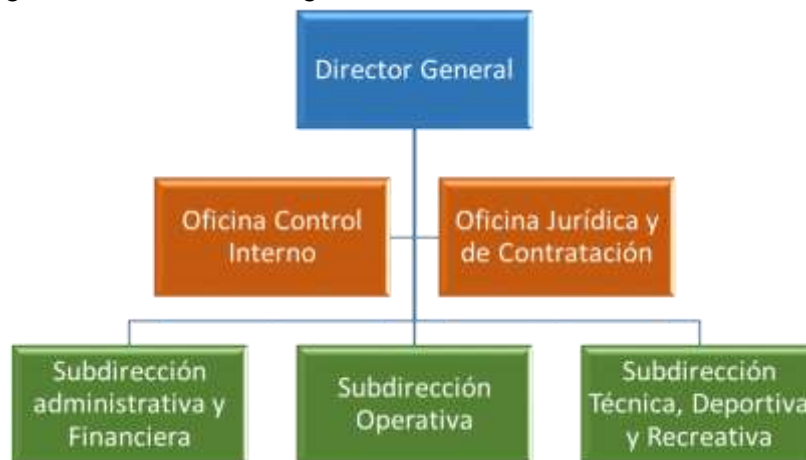 Director General
Oficina Control
Interno
Oficina Jurídica y
de Contratación
Subdirección
administrativa y
Financiera
Subdirección
Operativa
Subdirección
Técnica, Deportiva
y Recreativa